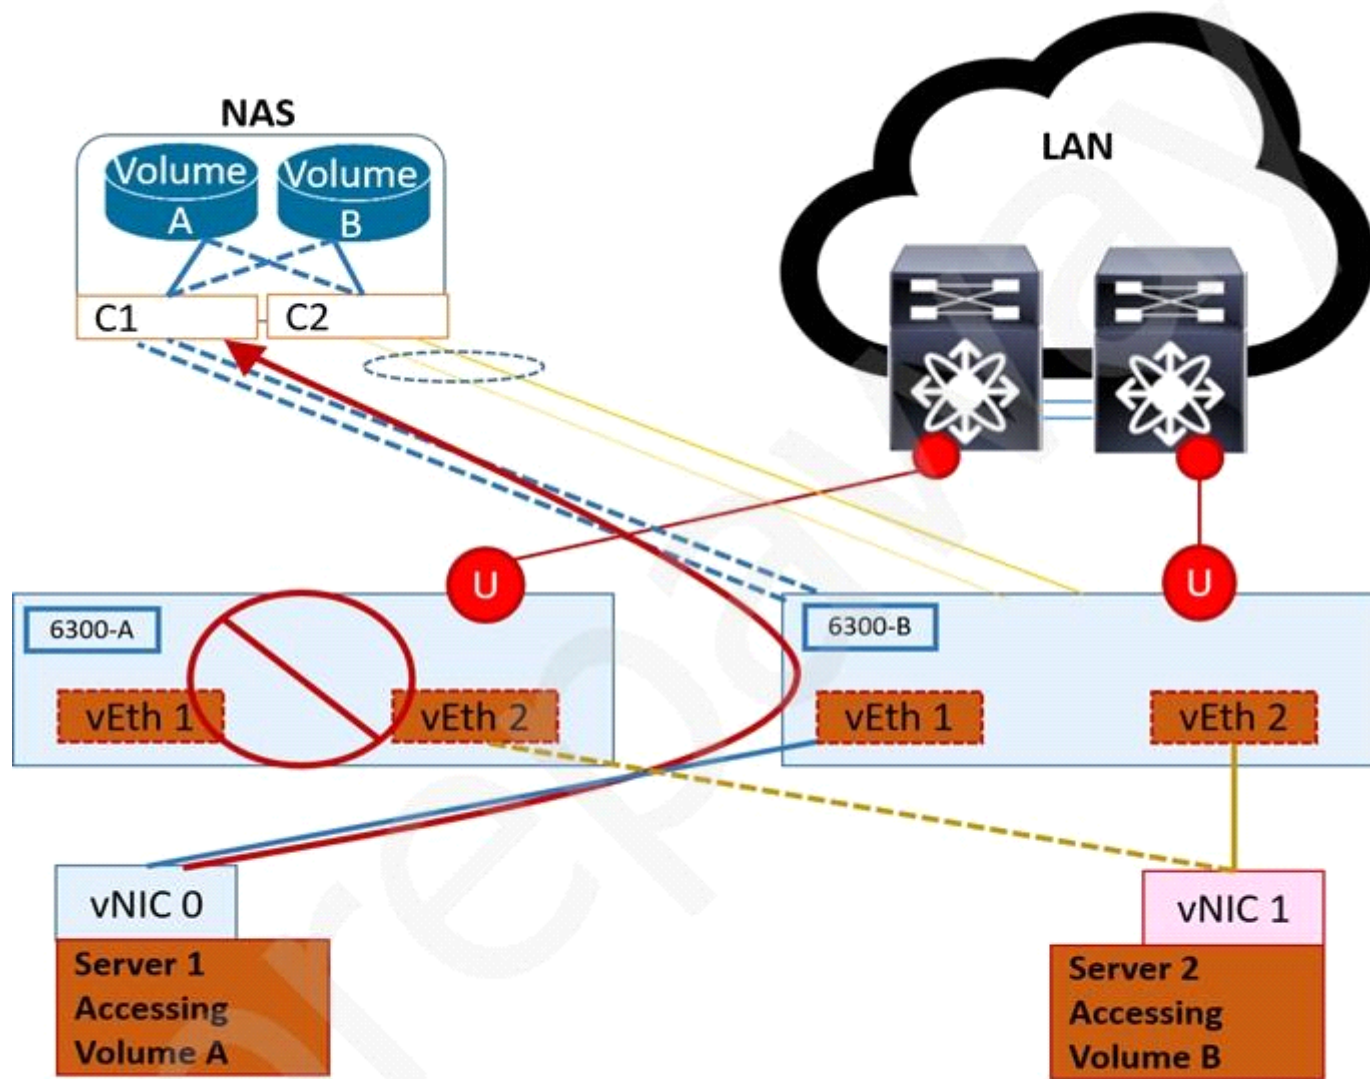 NAS
LAN
Volume
A
Volume
B
C1
C2
U
U
6300-A
6300-B
vEth 1
vEth 2
vEth 1
vEth 2
vNIC 0
vNIC 1
Server 1
Accessing
Volume A
Server 2
Accessing
Volume B